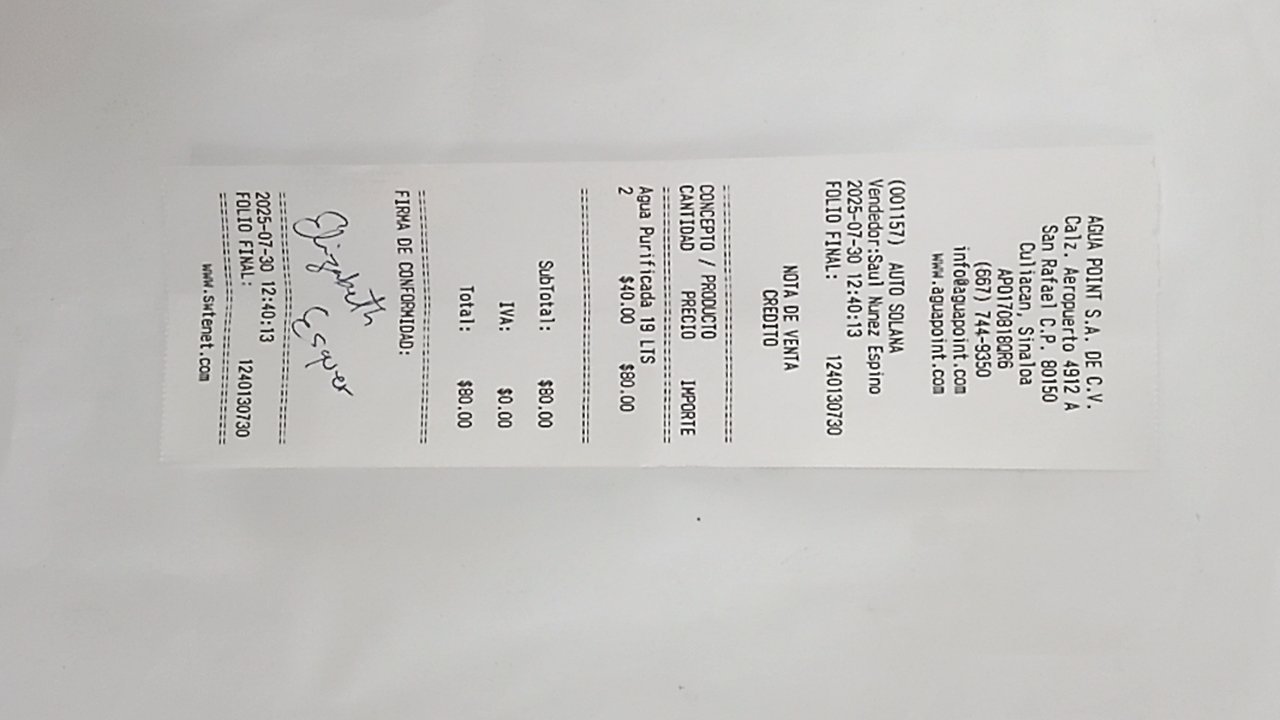 AGUA POINT S.A. DE C.V.
Calz. Aeropuerto 4912 A
San Rafael C.P. 80150
Culiacan, Sinaloa
APO170818QR6
(667) 744-9350
info@aguapoint.com
www.aguapoint.com
NOTA DE VENTA
CREDITO
(001157) AUTO SOLANA
Vendedor:Saul Nunez Espino
2025-07-30 12:40:13
FOLIO FINAL: 1240130730
==========================
CONCEPTO / PRODUCTO
CANTIDAD PRECIO IMPORTE
==========================
Agua Purificada 19 LTS
2 $40.00 $80.00
==========================
SubTotal: $80.00
IVA: $0.00
Total: $80.00
==========================
FIRMA DE CONFORMIDAD:
Elizabeth Esquer
==========================
2025-07-30 12:40:13
FOLIO FINAL: 1240130730
==========================
www.swtenet.com